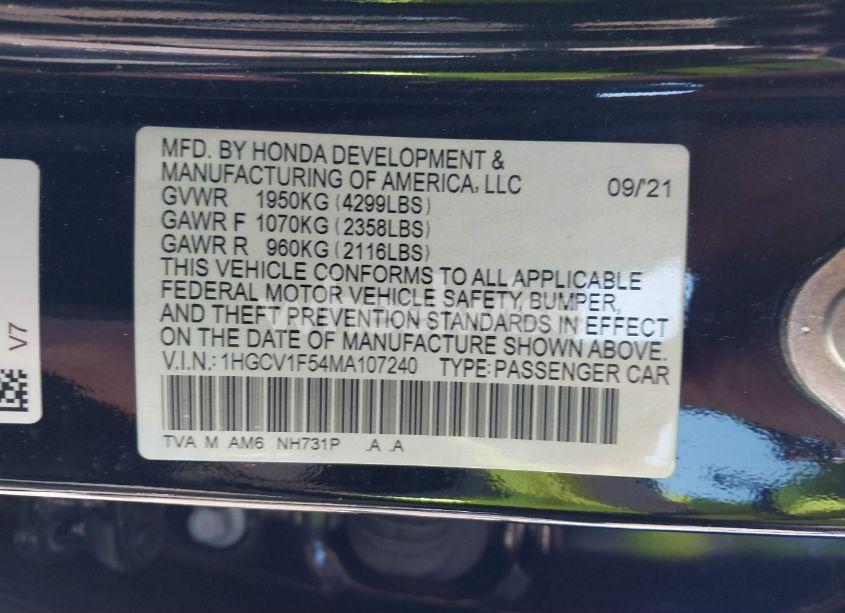 MFD. BY HONDA DEVELOPMENT &
MANUFACTURING OF AMERICA, LLC 09/'21
GVWR 1950KG (4299LBS)
GAWR F 1070KG (2358LBS)
GAWR R 960KG (2116LBS)
THIS VEHICLE CONFORMS TO ALL APPLICABLE
FEDERAL MOTOR VEHICLE SAFETY, BUMPER,
AND THEFT PREVENTION STANDARDS IN EFFECT
ON THE DATE OF MANUFACTURE SHOWN ABOVE.
V.I.N.: 1HGCV1F54MA107240 TYPE: PASSENGER CAR
TVA M AM6 NH731P .A .A
V7